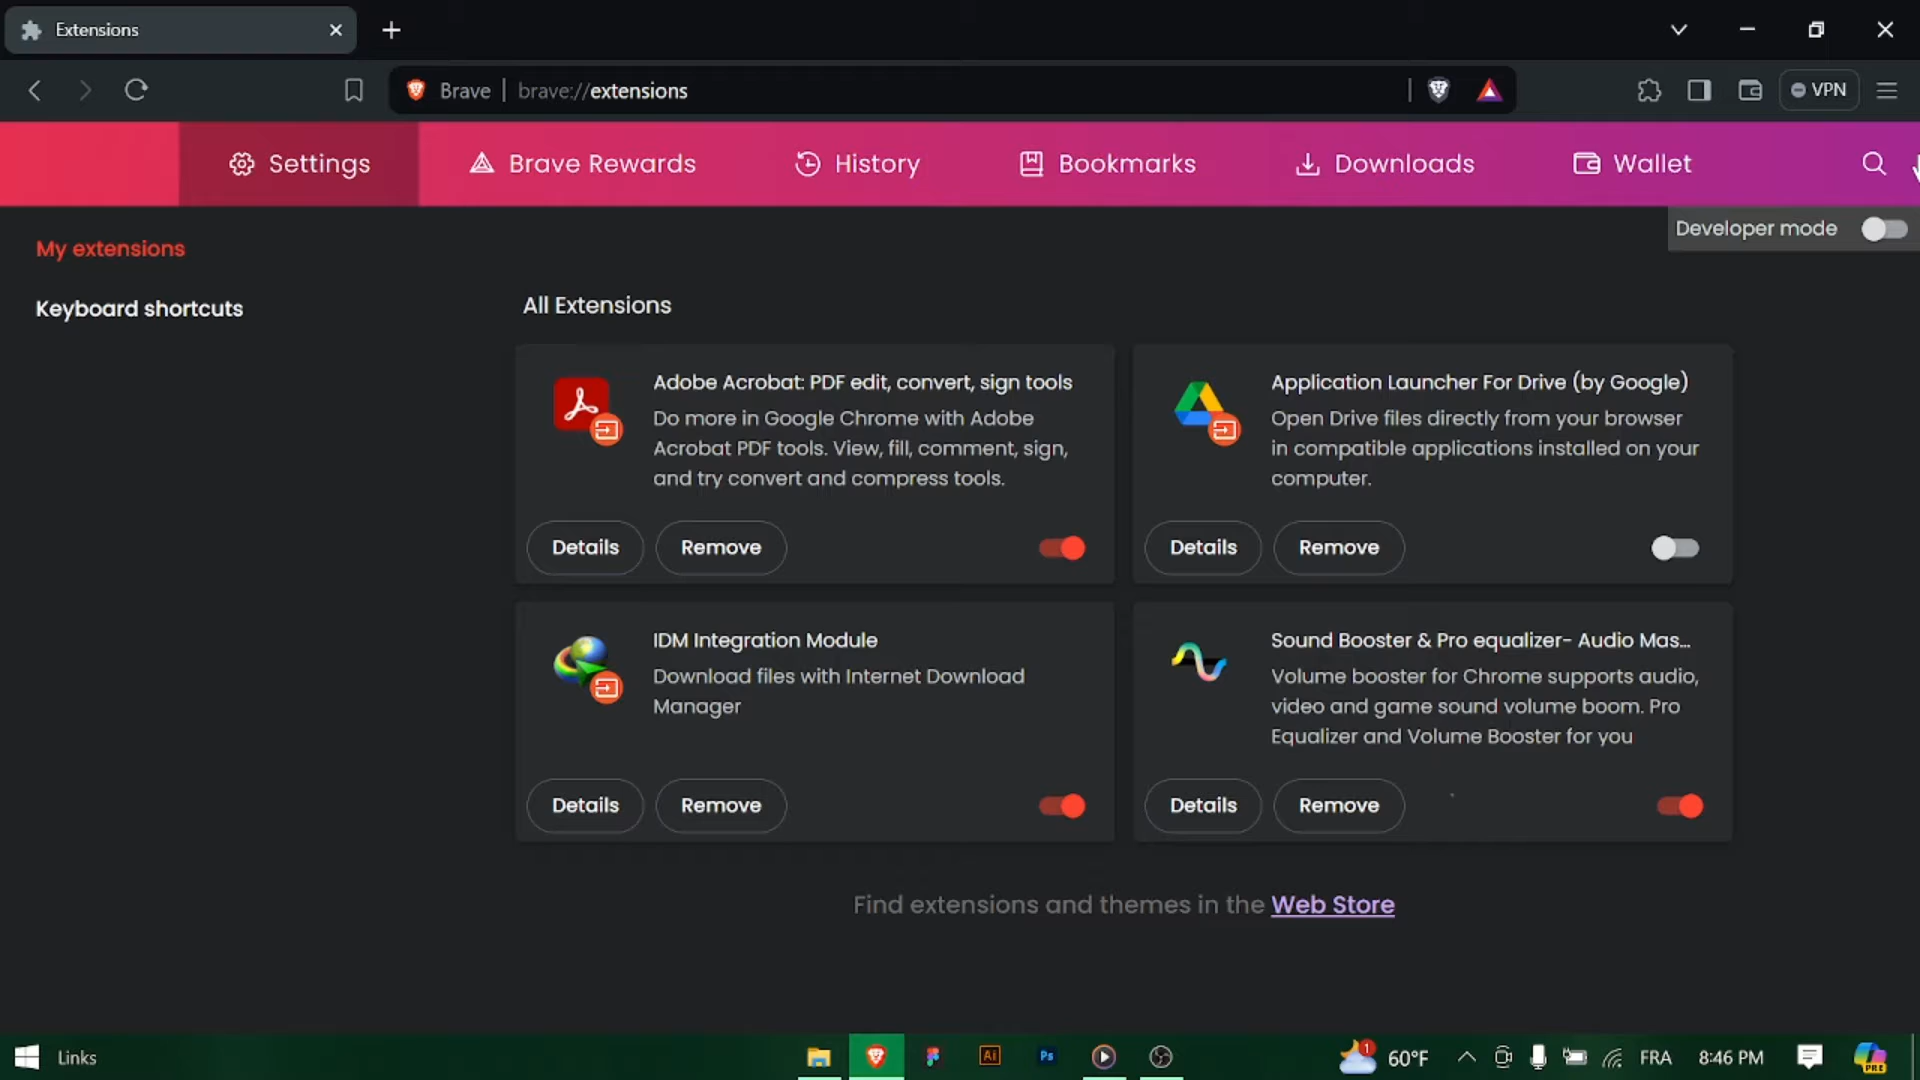 Extensions
Brave
brave://extensions
VPN
Settings
Brave Rewards
History
Bookmarks
Downloads
Wallet
My extensions
Developer mode
Keyboard shortcuts
All Extensions
Adobe Acrobat: PDF edit, convert, sign tools
Do more in Google Chrome with Adobe
Acrobat PDF tools. View, fill, comment, sign,
and try convert and compress tools.
Details
Remove
Application Launcher For Drive (by Google)
Open Drive files directly from your browser
in compatible applications installed on your
computer.
Details
Remove
IDM Integration Module
Download files with Internet Download
Manager
Details
Remove
Sound Booster & Pro equalizer- Audio Mas...
Volume booster for Chrome supports audio,
video and game sound volume boom. Pro
Equalizer and Volume Booster for you
Details
Remove
Find extensions and themes in the Web Store
Links
Ai
Ps
1
60°F
FRA
8:46 PM
PRE